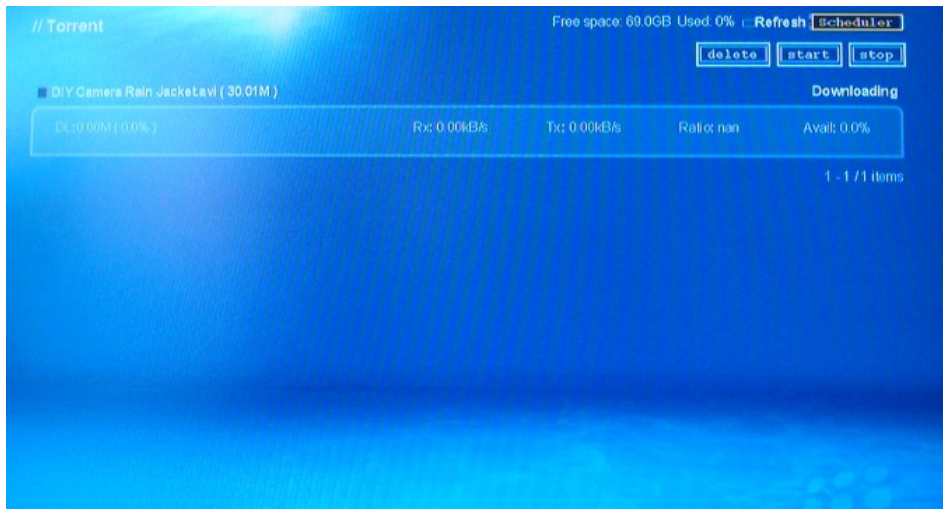 // Torrent
Free space: 69.0GB Used: 0% Refresh Scheduler
delete start stop
DIY Camera Rain Jacket.avi ( 30.01M )
Downloading
DL:0.00M ( 0.0% ) Rx: 0.00kB/s Tx: 0.00kB/s Ratio: nan Avail: 0.0%
1 - 1 / 1 items